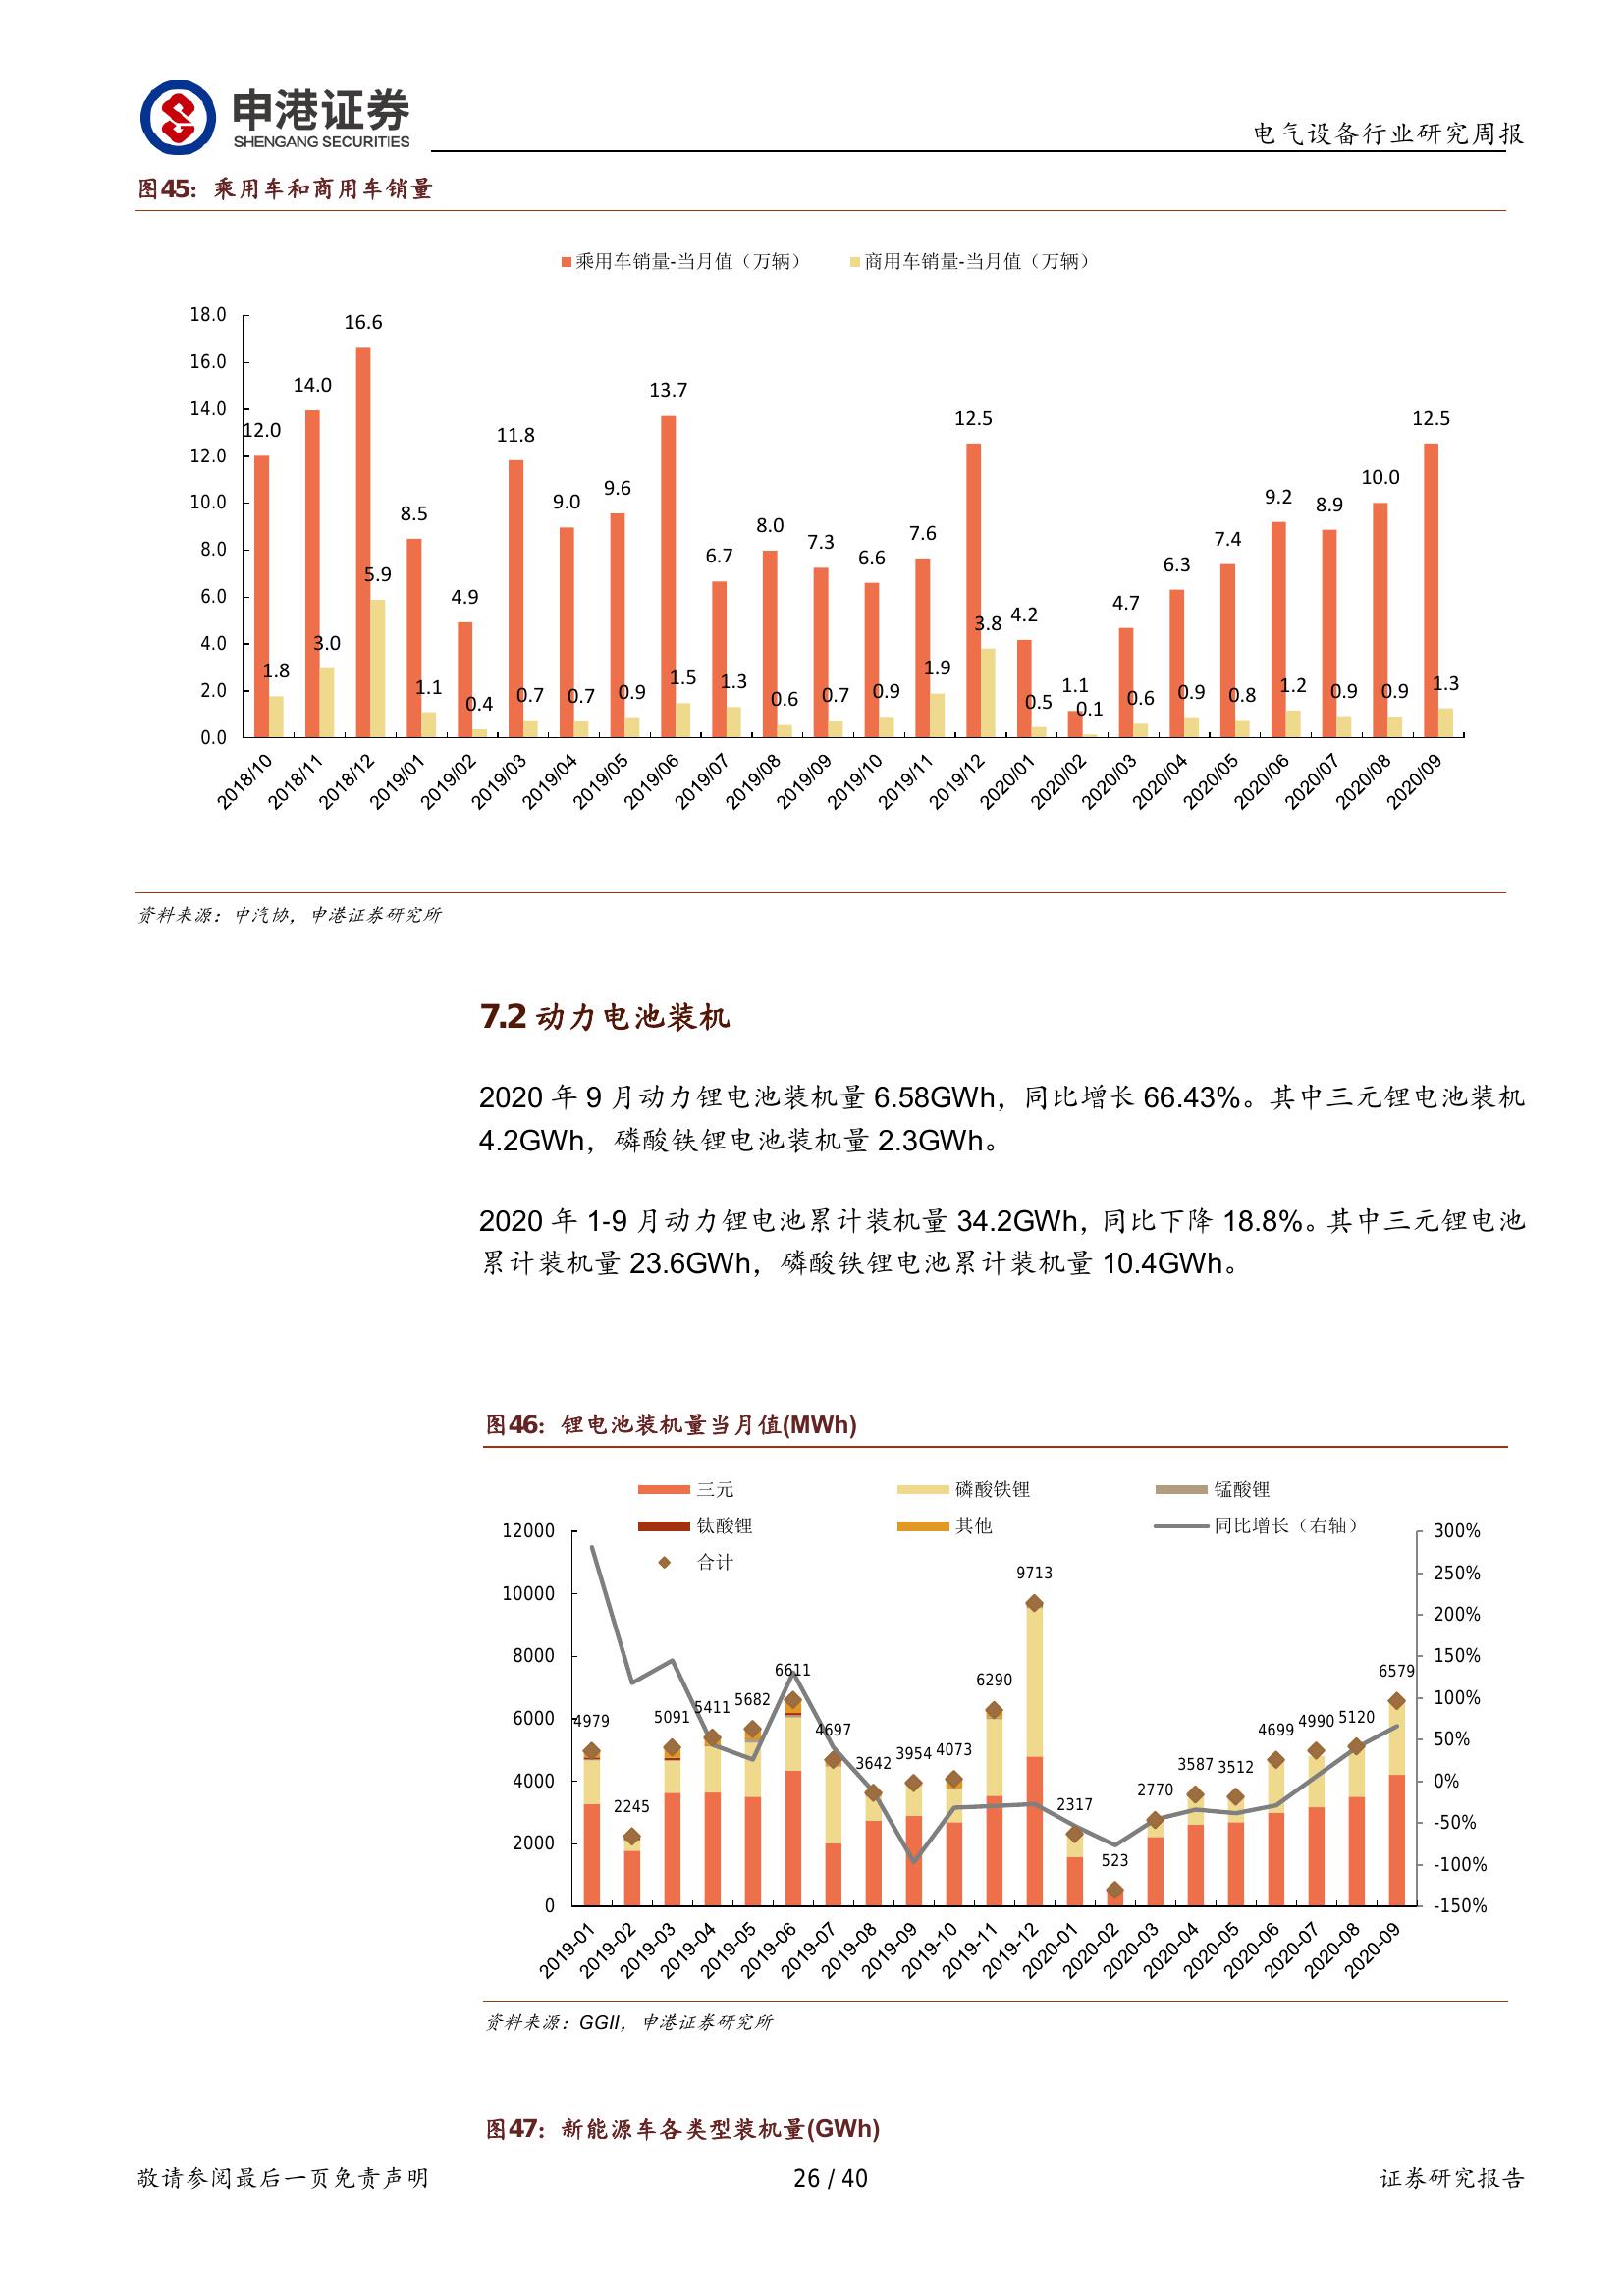 申港证券
SHENGANG SECURITIES
电气设备行业研究周报
图45：乘用车和商用车销量
乘用车销量-当月值（万辆） 商用车销量-当月值（万辆）
18.0
16.0
14.0
12.0
10.0
8.0
6.0
4.0
2.0
0.0
12.0 14.0 16.6 8.5 4.9 11.8 9.0 9.6 13.7 6.7 8.0 7.3 6.6 7.6 12.5 4.2 1.1 4.7 6.3 7.4 9.2 8.9 10.0 12.5
1.8 3.0 5.9 1.1 0.4 0.7 0.7 0.9 1.5 1.3 0.6 0.7 0.9 1.9 3.8 0.5 0.1 0.6 0.9 0.8 1.2 0.9 0.9 1.3
2018/10 2018/11 2018/12 2019/01 2019/02 2019/03 2019/04 2019/05 2019/06 2019/07 2019/08 2019/09 2019/10 2019/11 2019/12 2020/01 2020/02 2020/03 2020/04 2020/05 2020/06 2020/07 2020/08 2020/09
资料来源：中汽协，申港证券研究所
7.2 动力电池装机
2020 年 9 月动力锂电池装机量 6.58GWh，同比增长 66.43%。其中三元锂电池装机
4.2GWh，磷酸铁锂电池装机量 2.3GWh。
2020 年 1-9 月动力锂电池累计装机量 34.2GWh，同比下降 18.8%。其中三元锂电池
累计装机量 23.6GWh，磷酸铁锂电池累计装机量 10.4GWh。
图46：锂电池装机量当月值(MWh)
三元 磷酸铁锂 锰酸锂
钛酸锂 其他 同比增长（右轴）
合计
12000
10000
8000
6000
4000
2000
0
4979 2245 5091 5411 5682 6611 4697 3642 3954 4073 6290 9713 2317 523 2770 3587 3512 4699 4990 5120 6579
300%
250%
200%
150%
100%
50%
0%
-50%
-100%
-150%
2019-01 2019-02 2019-03 2019-04 2019-05 2019-06 2019-07 2019-08 2019-09 2019-10 2019-11 2019-12 2020-01 2020-02 2020-03 2020-04 2020-05 2020-06 2020-07 2020-08 2020-09
资料来源：GGII，申港证券研究所
图47：新能源车各类型装机量(GWh)
敬请参阅最后一页免责声明 26 / 40 证券研究报告